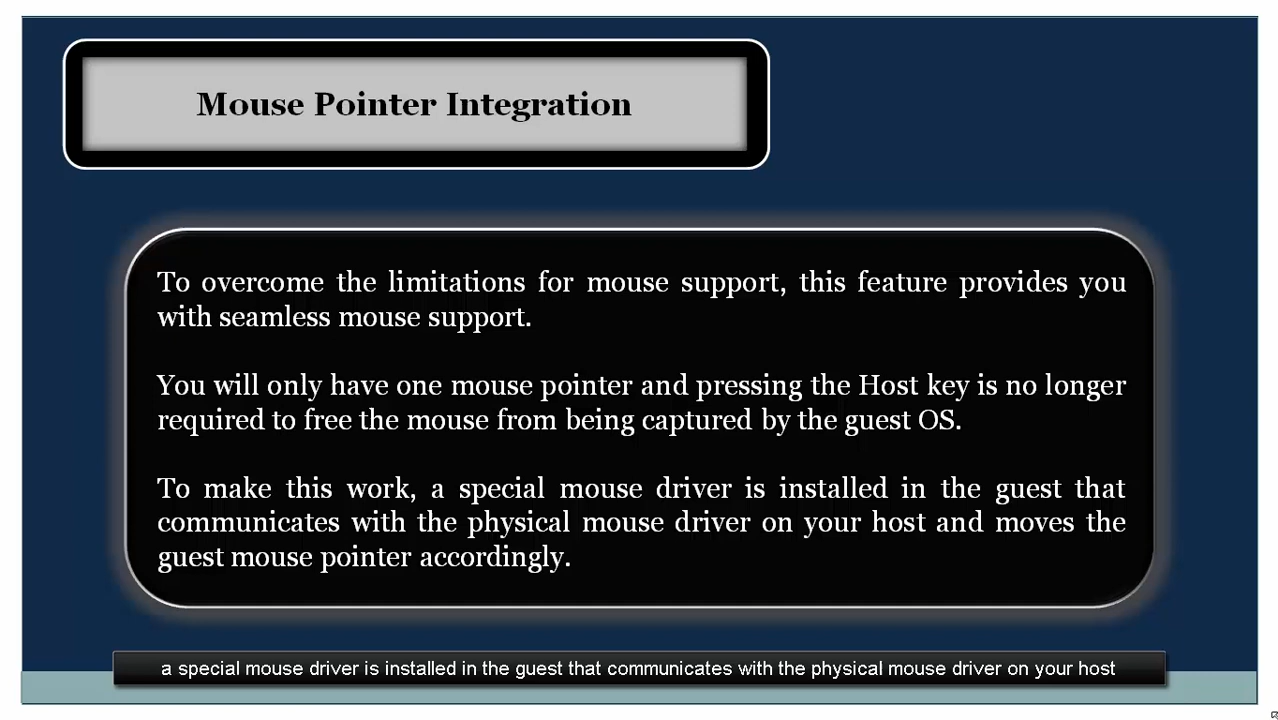 Mouse Pointer Integration
To overcome the limitations for mouse support, this feature provides you
with seamless mouse support.
You will only have one mouse pointer and pressing the Host key is no longer
required to free the mouse from being captured by the guest OS.
To make this work, a special mouse driver is installed in the guest that
communicates with the physical mouse driver on your host and moves the
guest mouse pointer accordingly.
a special mouse driver is installed in the guest that communicates with the physical mouse driver on your host